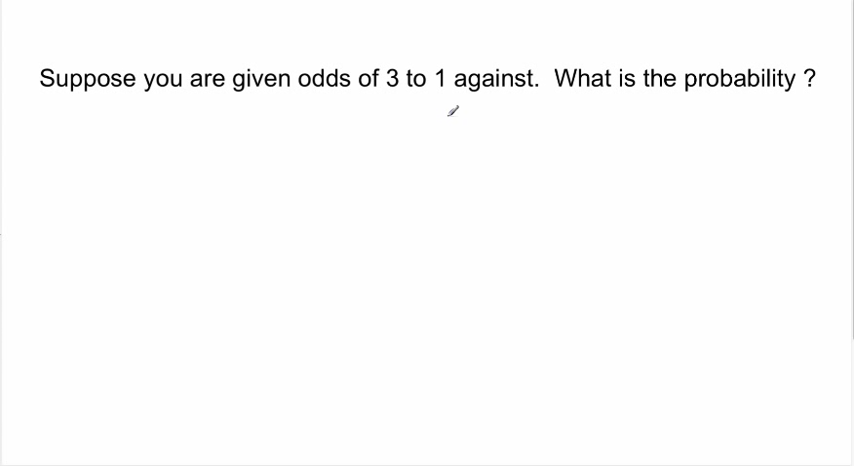 Suppose you are given odds of 3 to 1 against.  What is the probability ?